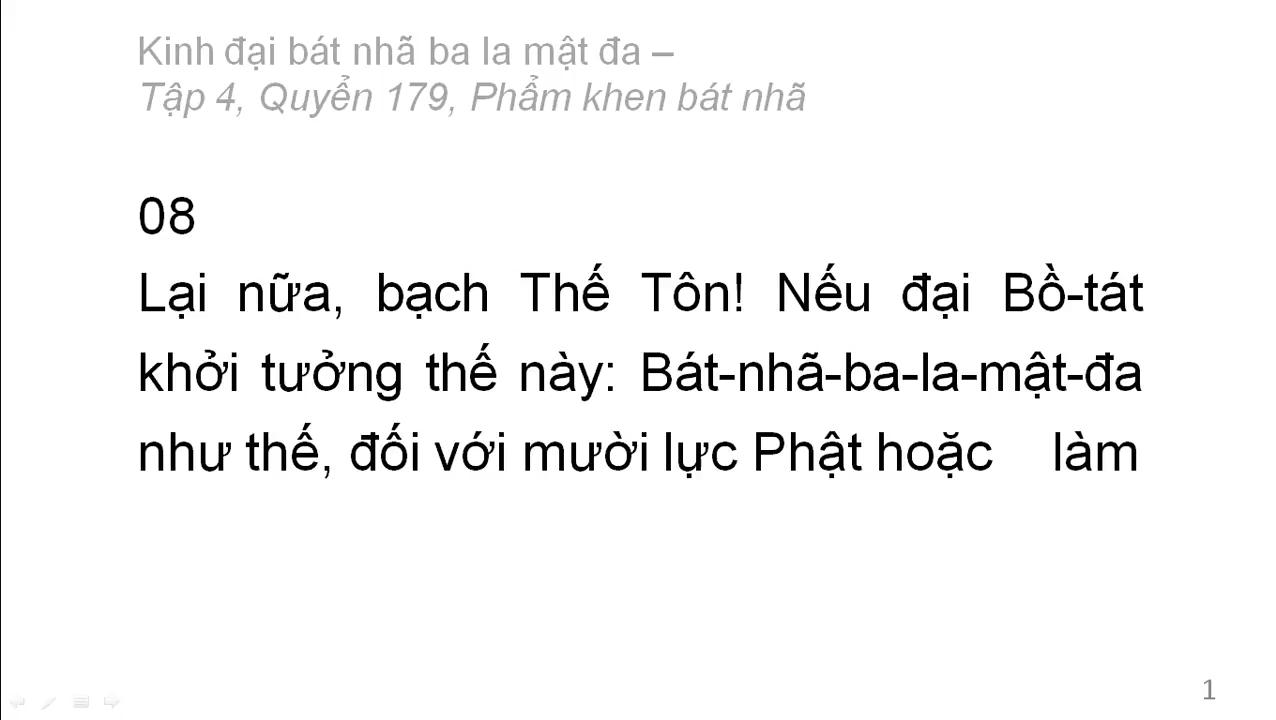 Kinh đại bát nhã ba la mật đa –
Tập 4, Quyển 179, Phẩm khen bát nhã
08
Lại nữa, bạch Thế Tôn! Nếu đại Bồ-tát
khởi tưởng thế này: Bát-nhã-ba-la-mật-đa
như thế, đối với mười lực Phật hoặc làm
1